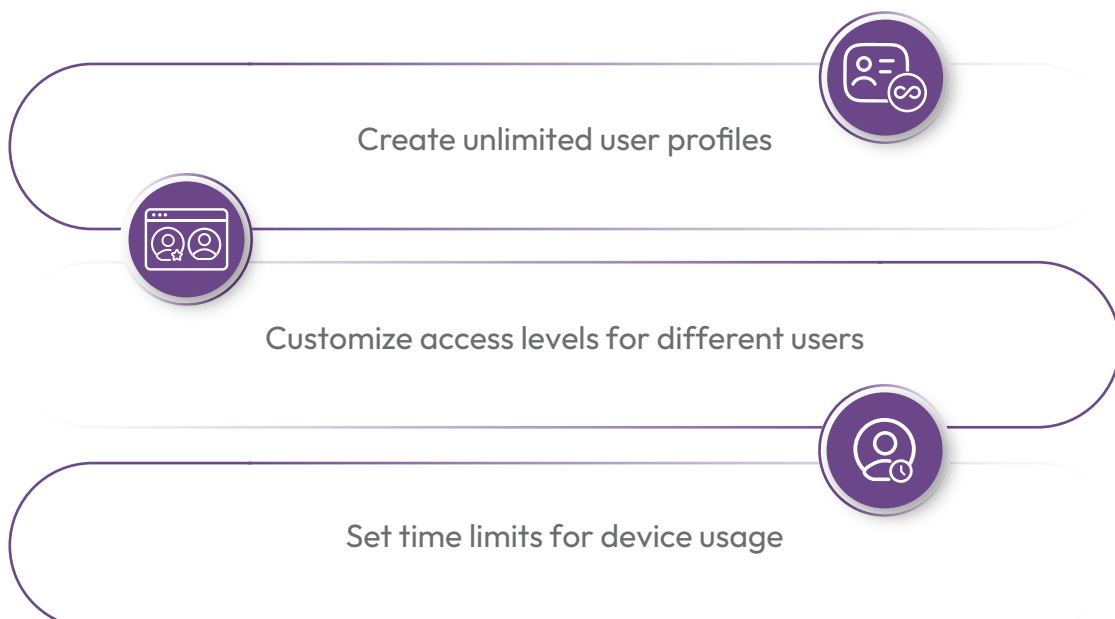 Create unlimited user profiles
Customize access levels for different users
Set time limits for device usage